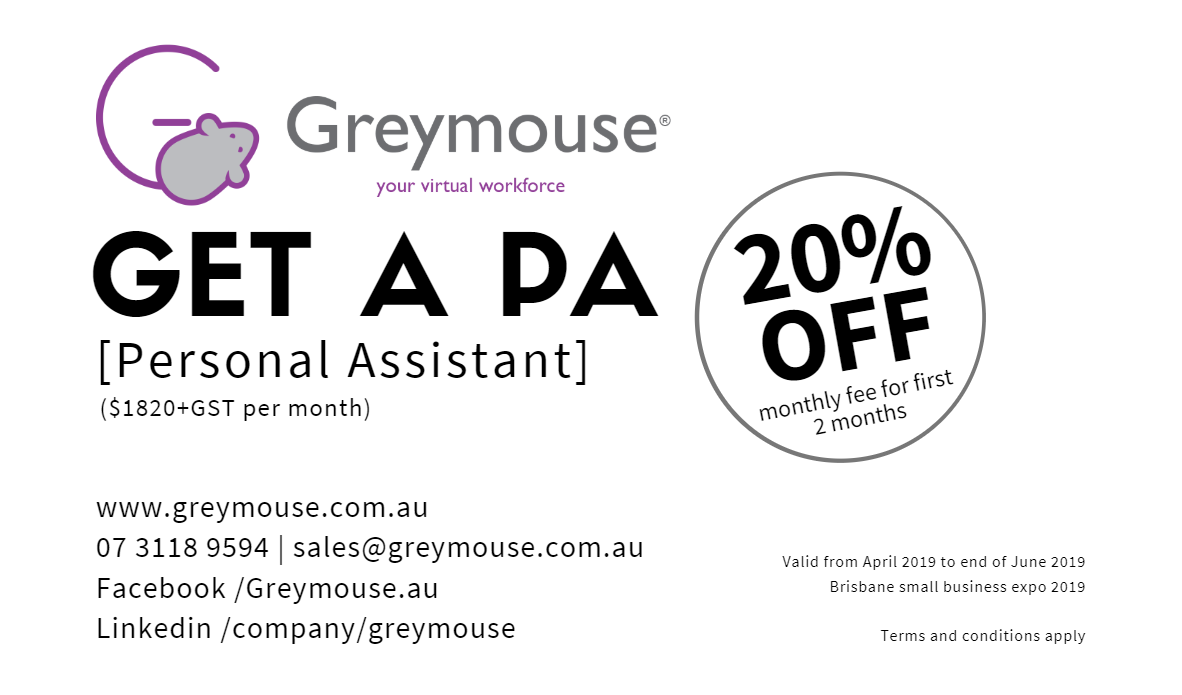 Greymouse®
your virtual workforce
GET A PA
[Personal Assistant]
($1820+GST per month)
20%
OFF
monthly fee for first
2 months
www.greymouse.com.au
07 3118 9594 | sales@greymouse.com.au
Facebook /Greymouse.au
Linkedin /company/greymouse
Valid from April 2019 to end of June 2019
Brisbane small business expo 2019
Terms and conditions apply